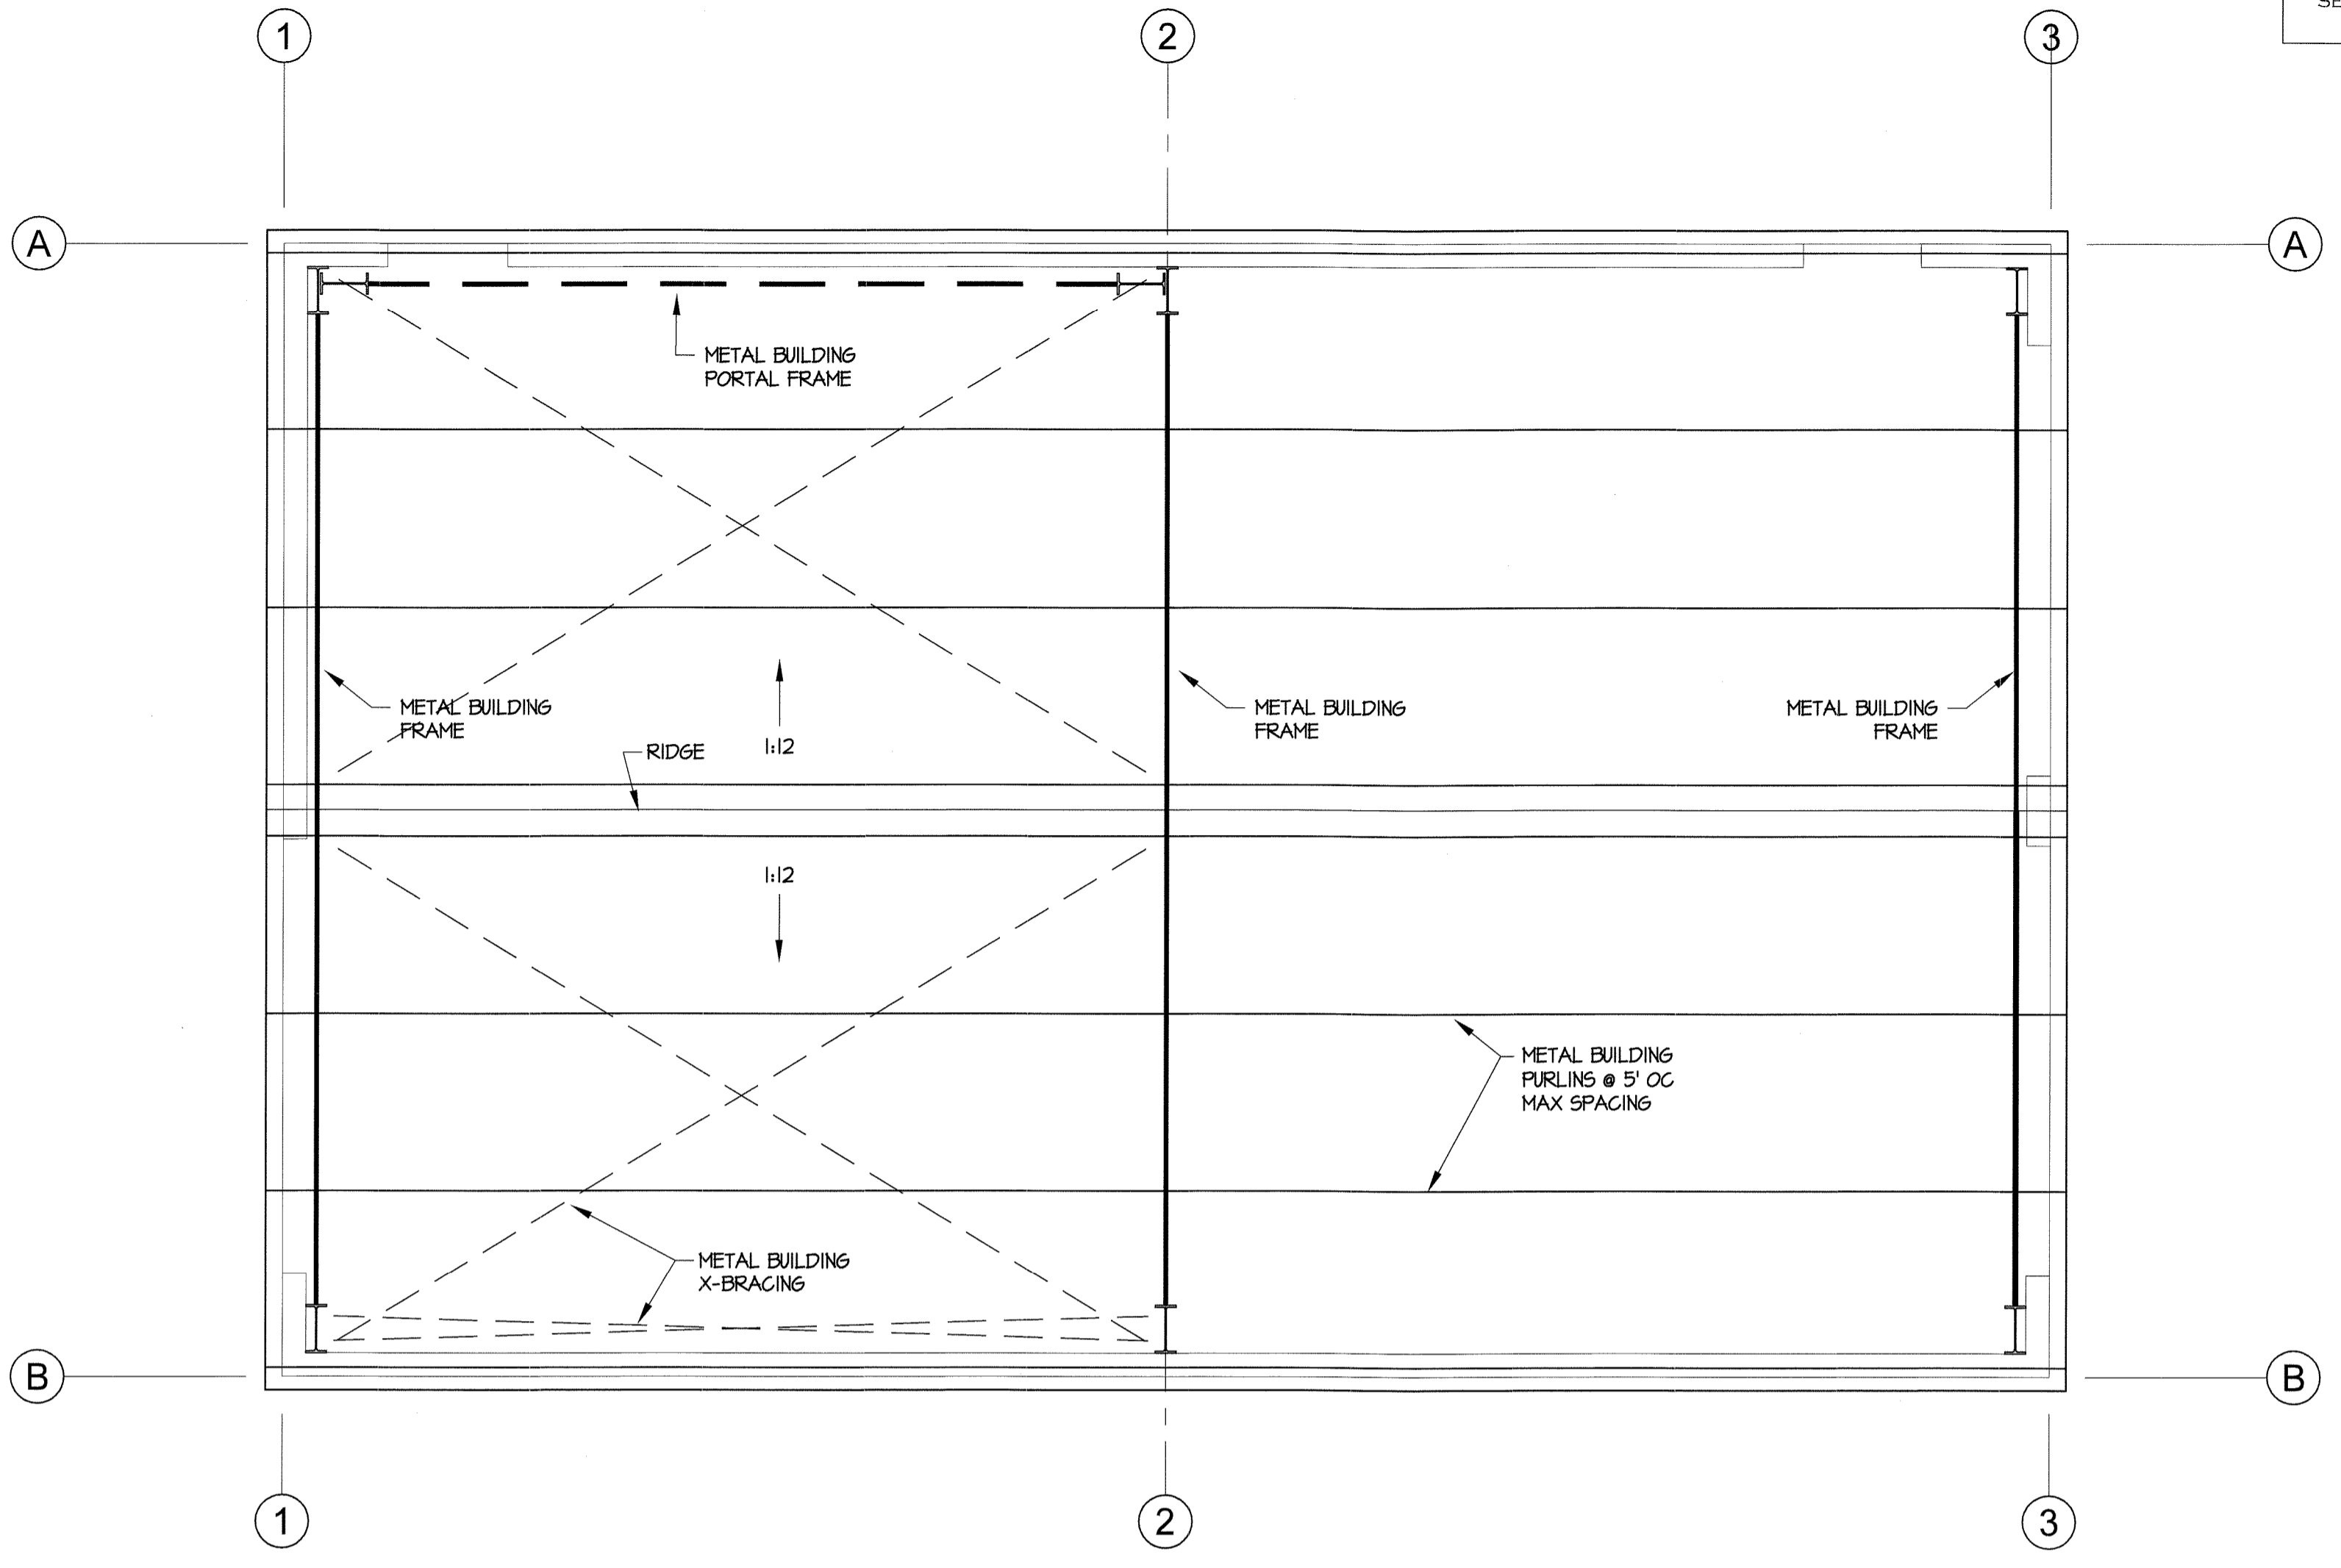 1
2
3
A
A
METAL BUILDING
PORTAL FRAME
METAL BUILDING
FRAME
METAL BUILDING
FRAME
METAL BUILDING
FRAME
RIDGE
1:12
1:12
METAL BUILDING
PURLINS @ 5' OC
MAX SPACING
METAL BUILDING
X-BRACING
B
B
1
2
3